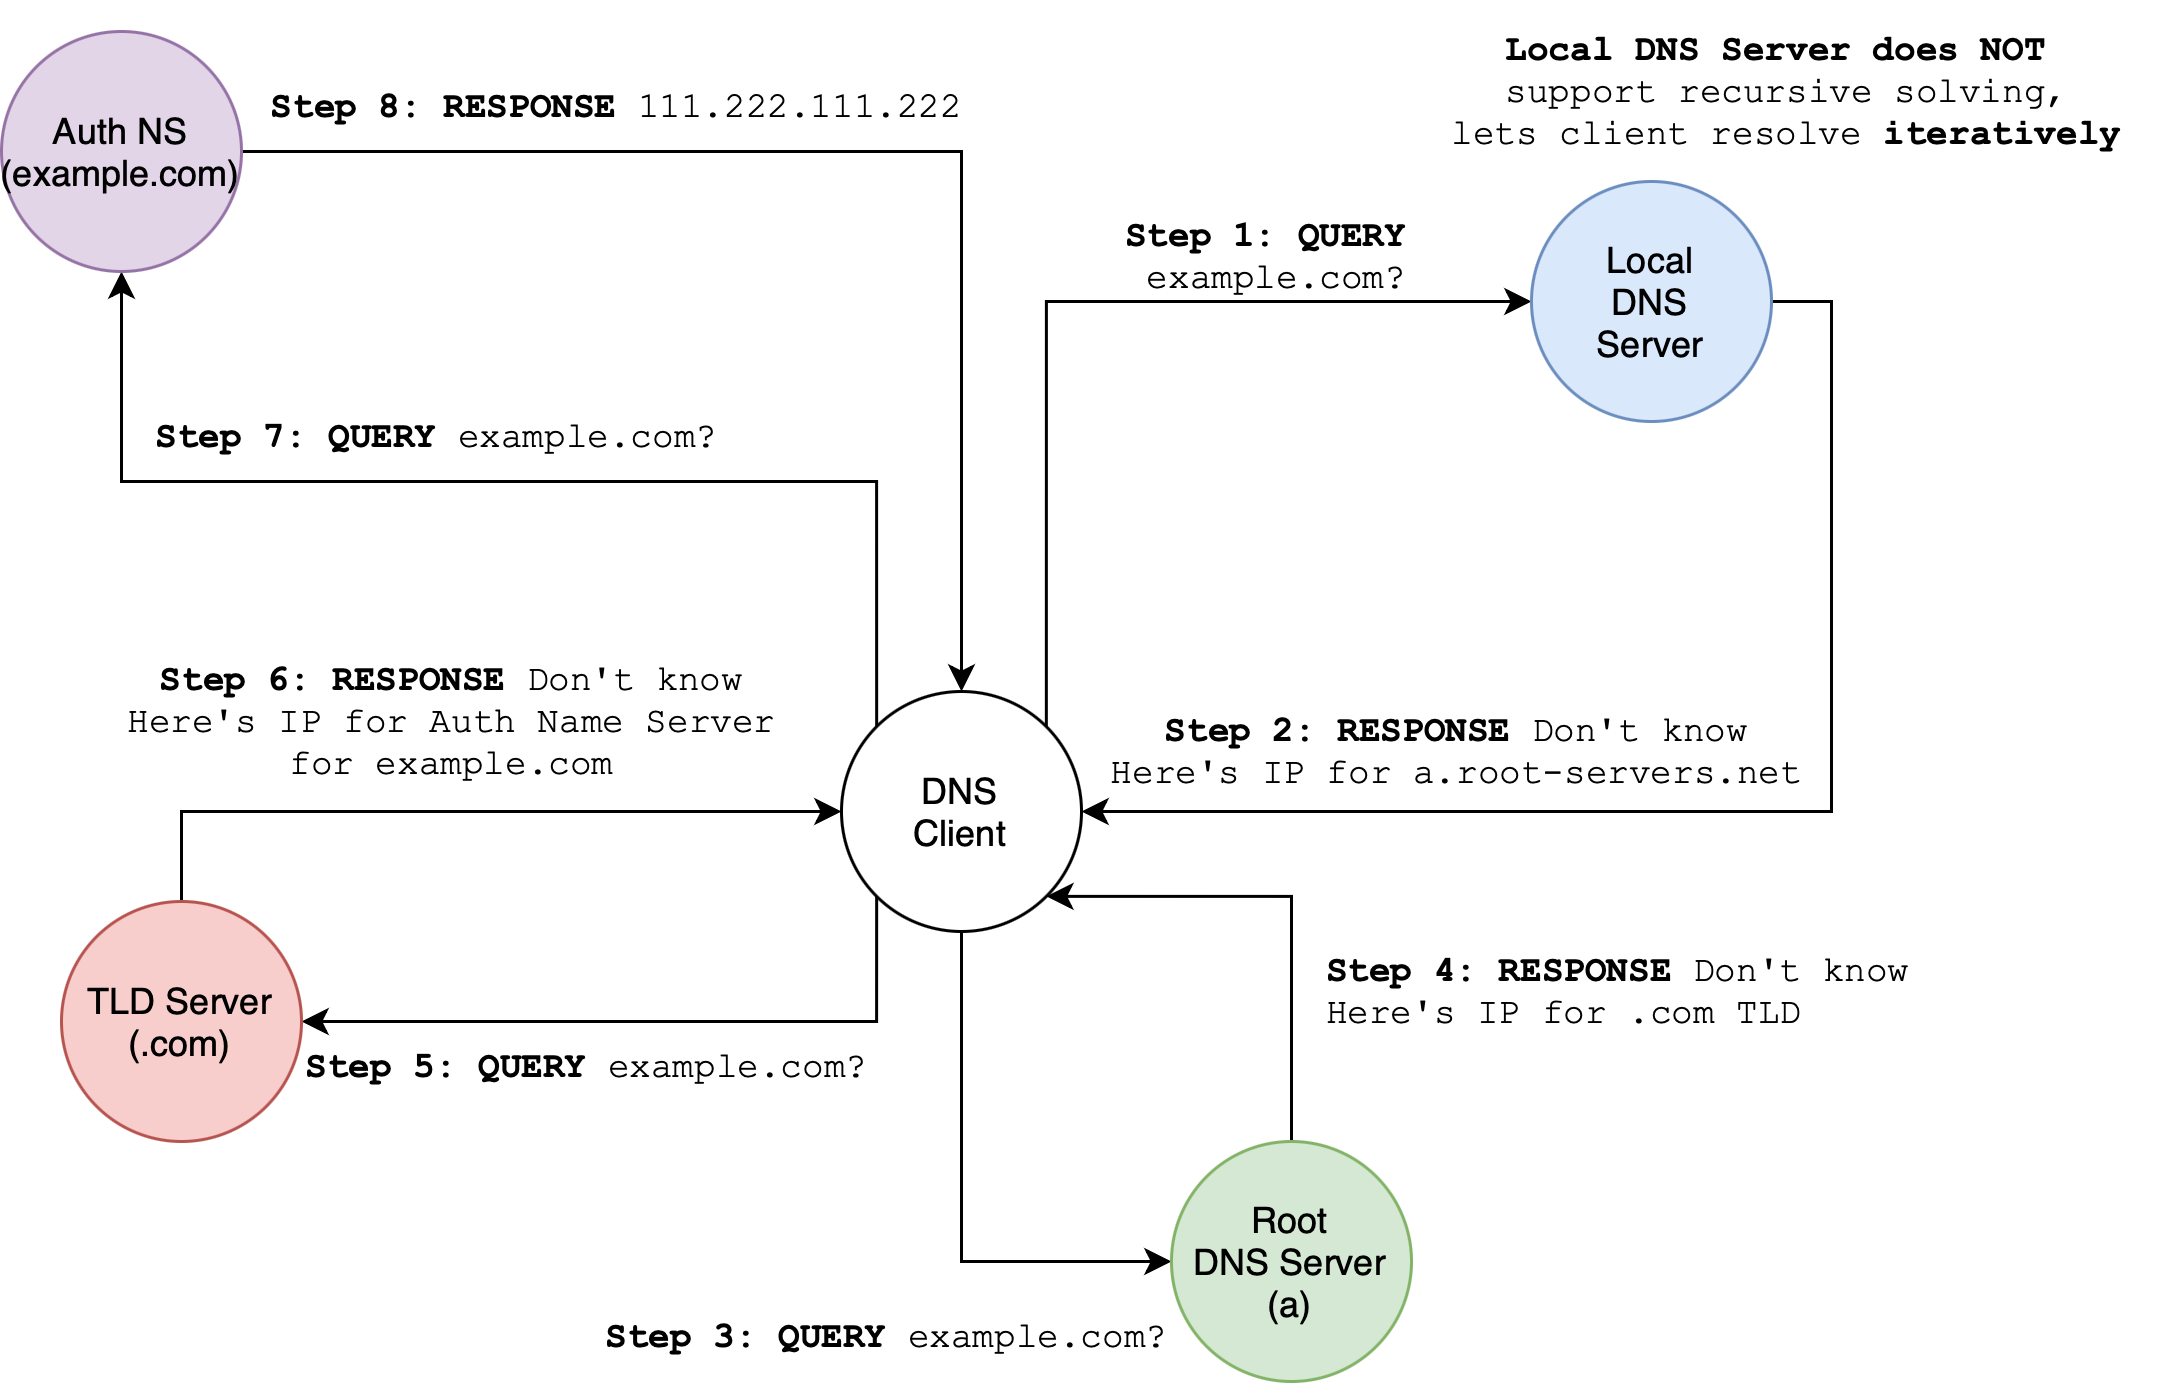 Local DNS Server does NOT
support recursive solving,
lets client resolve iteratively
Auth NS
(example.com)
Step 8: RESPONSE 111.222.111.222
Step 1: QUERY
example.com?
Local
DNS
Server
Step 7: QUERY example.com?
Step 6: RESPONSE Don't know
Here's IP for Auth Name Server
for example.com
Step 2: RESPONSE Don't know
Here's IP for a.root-servers.net
DNS
Client
TLD Server
(.com)
Step 5: QUERY example.com?
Step 4: RESPONSE Don't know
Here's IP for .com TLD
Root
DNS Server
(a)
Step 3: QUERY example.com?